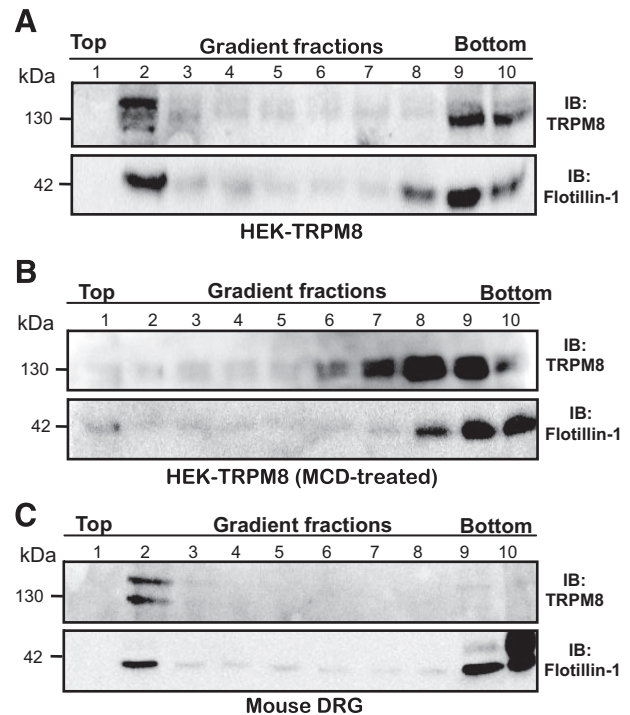 A
Top Gradient fractions Bottom
kDa 1 2 3 4 5 6 7 8 9 10
130 IB: TRPM8
42 IB: Flotillin-1
HEK-TRPM8
B
Top Gradient fractions Bottom
kDa 1 2 3 4 5 6 7 8 9 10
130 IB: TRPM8
42 IB: Flotillin-1
HEK-TRPM8 (MCD-treated)
C
Top Gradient fractions Bottom
kDa 1 2 3 4 5 6 7 8 9 10
130 IB: TRPM8
42 IB: Flotillin-1
Mouse DRG